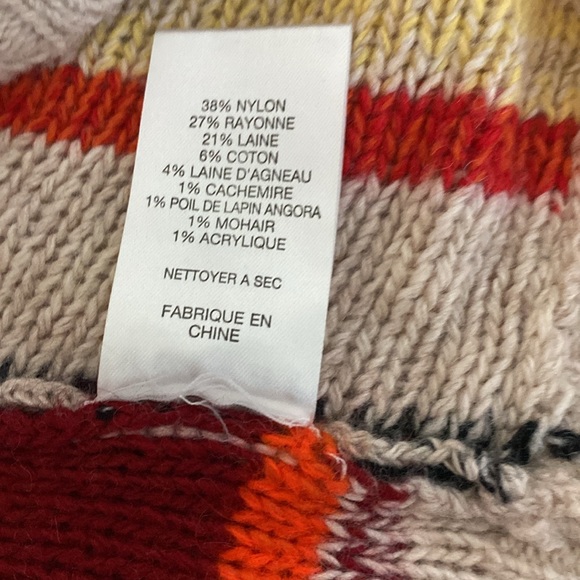 38% NYLON
27% RAYONNE
21% LAINE
6% COTON
4% LAINE D'AGNEAU
1% CACHEMIRE
1% POIL DE LAPIN ANGORA
1% MOHAIR
1% ACRYLIQUE
NETTOYER A SEC
FABRIQUE EN
CHINE